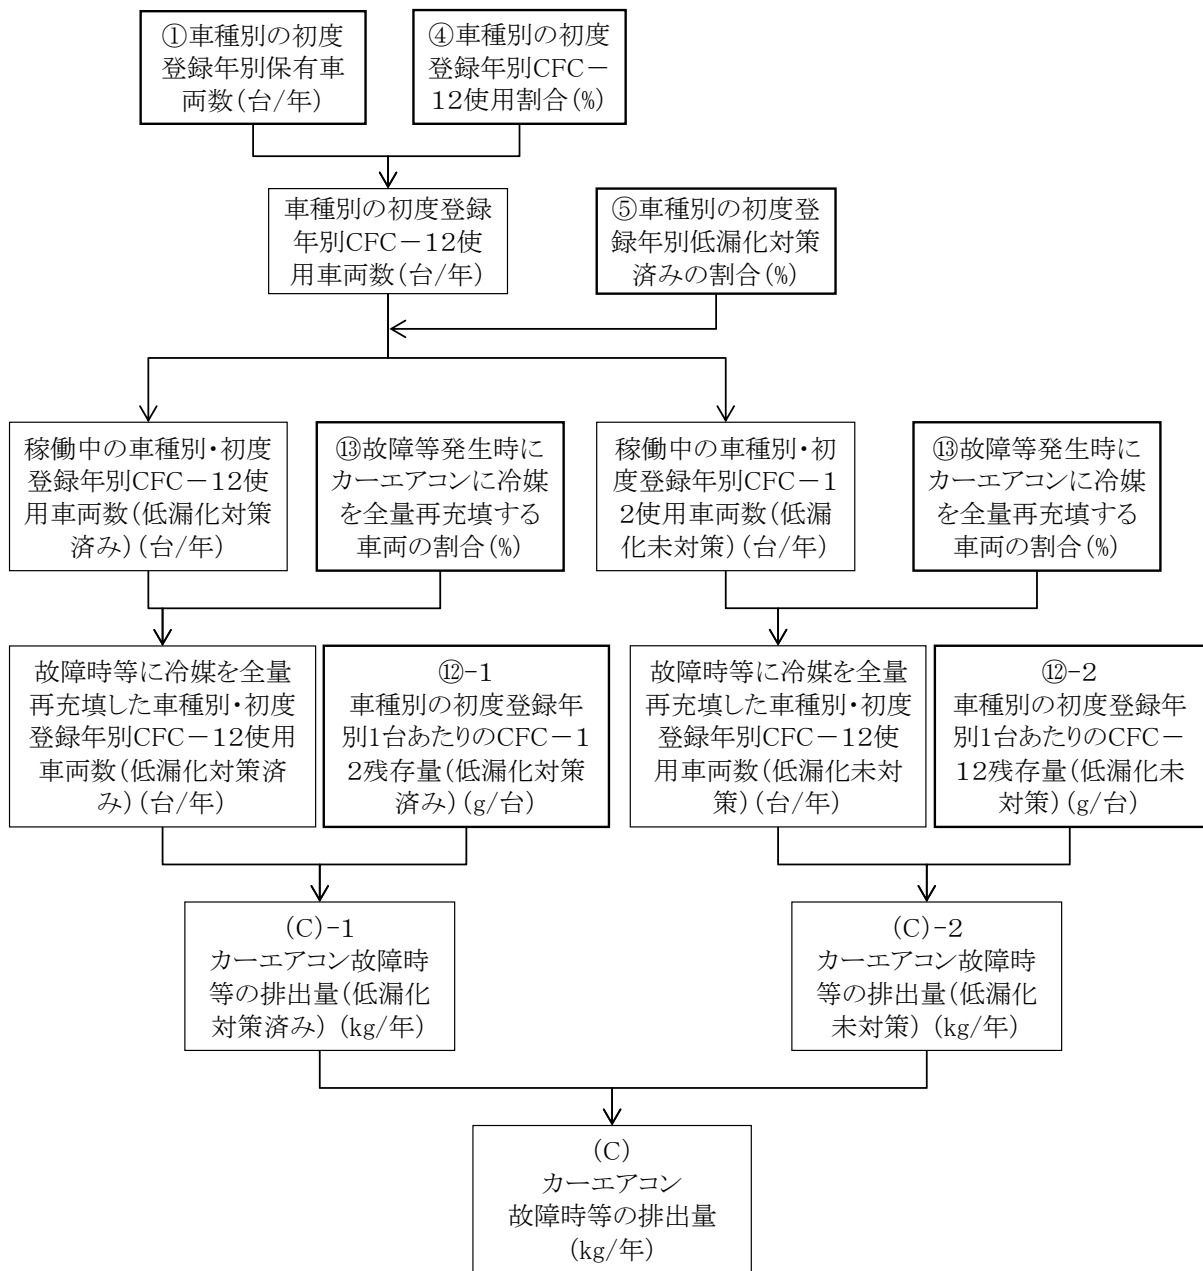 ①車種別の初度
登録年別保有車
両数(台/年)
④車種別の初度
登録年別CFC－
12使用割合(%)
車種別の初度登録
年別CFC－12使
用車両数(台/年)
⑤車種別の初度登
録年別低漏化対策
済みの割合(%)
稼働中の車種別・初度
登録年別CFC－12使
用車両数(低漏化対策
済み)(台/年)
⑬故障等発生時に
カーエアコンに冷媒
を全量再充填する
車両の割合(%)
稼働中の車種別・初
度登録年別CFC－1
2使用車両数(低漏
化未対策)(台/年)
⑬故障等発生時に
カーエアコンに冷媒
を全量再充填する
車両の割合(%)
故障時等に冷媒を全量
再充填した車種別・初度
登録年別CFC－12使用
車両数(低漏化対策済
み)(台/年)
⑫-1
車種別の初度登録年
別1台あたりのCFC－1
2残存量(低漏化対策
済み)(g/台)
故障時等に冷媒を全量
再充填した車種別・初度
登録年別CFC－12使
用車両数(低漏化未対
策)(台/年)
⑫-2
車種別の初度登録年
別1台あたりのCFC－
12残存量(低漏化未
対策)(g/台)
(C)-1
カーエアコン故障時
等の排出量(低漏化
対策済み) (kg/年)
(C)-2
カーエアコン故障時
等の排出量(低漏化
未対策) (kg/年)
(C)
カーエアコン
故障時等の排出量
(kg/年)